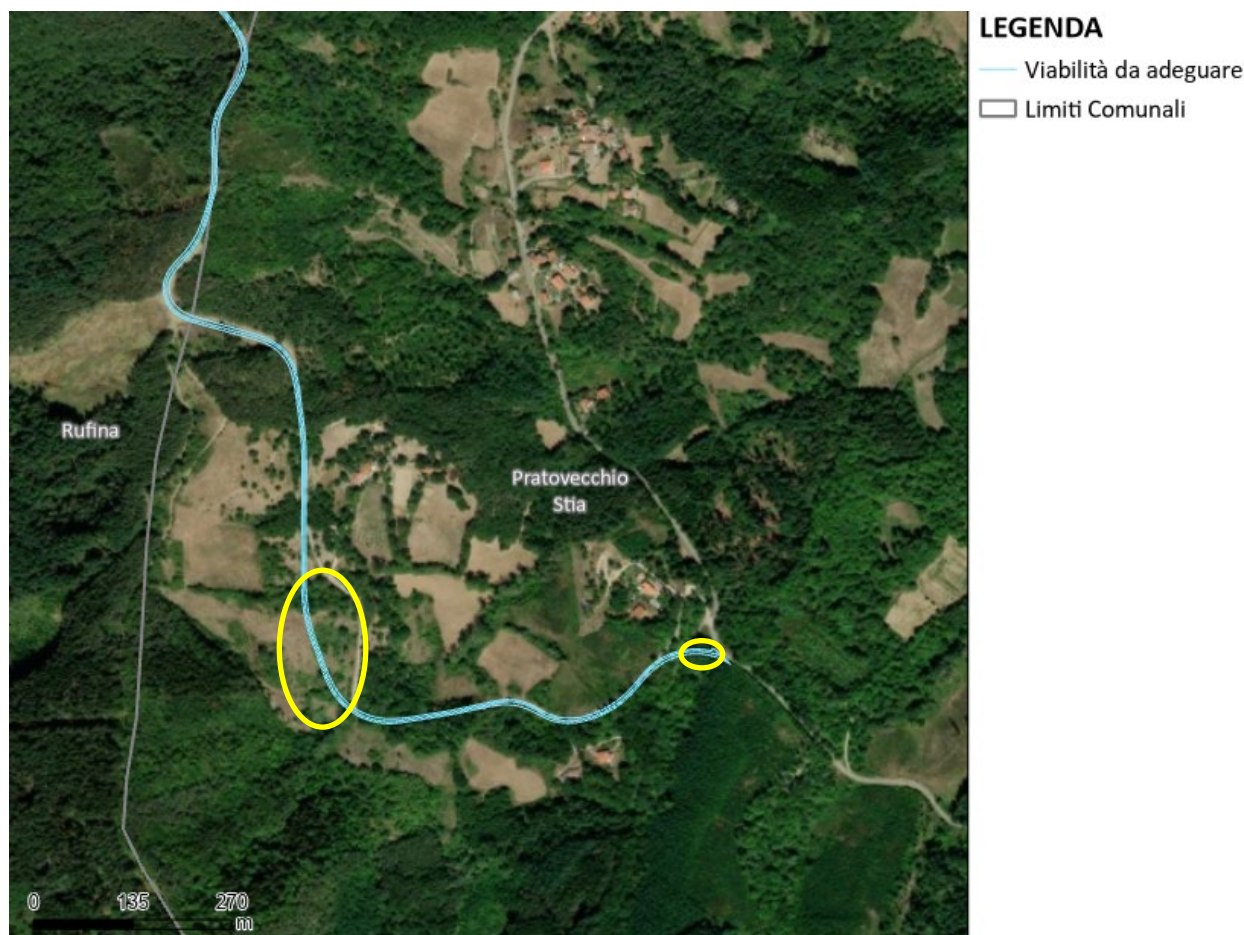 LEGENDA
Viabilità da adeguare
Limiti Comunali
Rufina
Pratovecchio
Stia
0 135 270
m